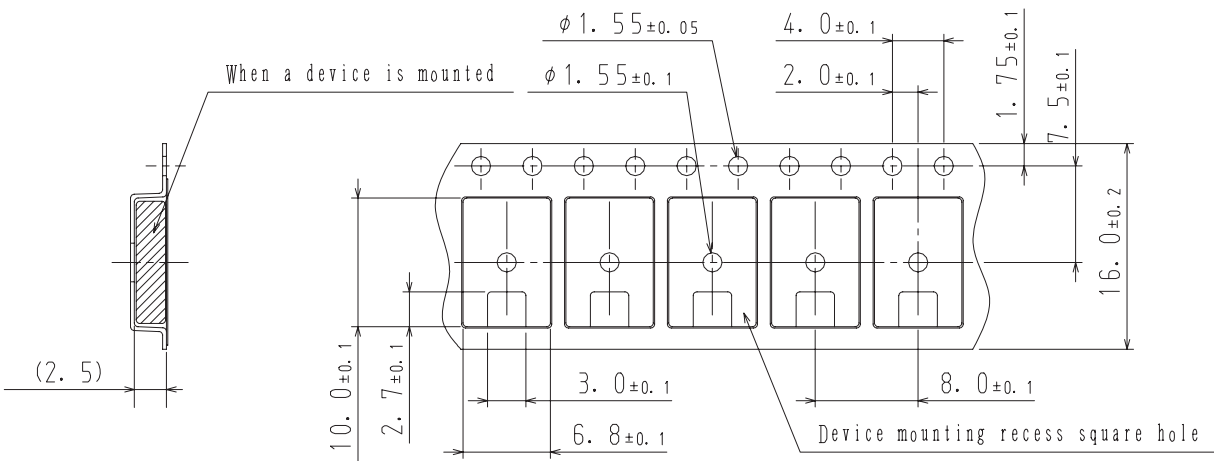 φ1.55±0.05
4.0±0.1
When a device is mounted
φ1.55±0.1
2.0±0.1
1.75±0.1
7.5±0.1
16.0±0.2
(2.5)
10.0±0.1
2.7±0.1
3.0±0.1
8.0±0.1
6.8±0.1
Device mounting recess square hole